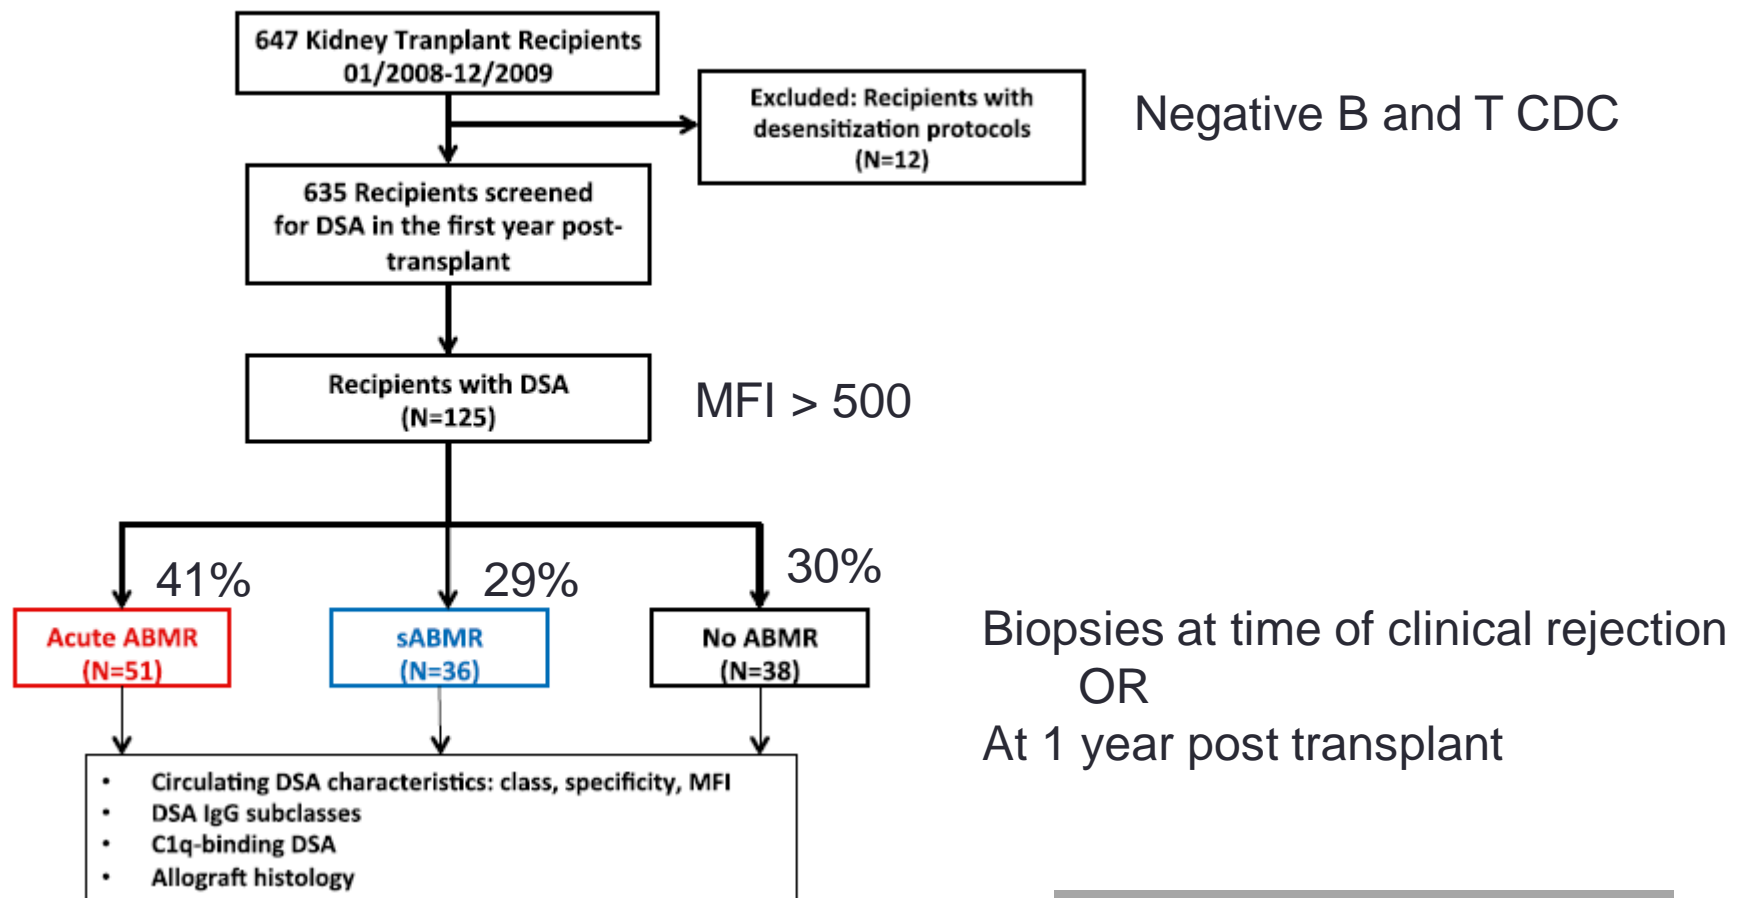 647 Kidney Tranplant Recipients
01/2008-12/2009
Excluded: Recipients with
desensitization protocols
(N=12)
Negative B and T CDC
635 Recipients screened
for DSA in the first year post-
transplant
Recipients with DSA
(N=125)
MFI > 500
41%
29%
30%
Acute ABMR
(N=51)
sABMR
(N=36)
No ABMR
(N=38)
Biopsies at time of clinical rejection
OR
At 1 year post transplant
• Circulating DSA characteristics: class, specificity, MFI
• DSA IgG subclasses
• C1q-binding DSA
• Allograft histology